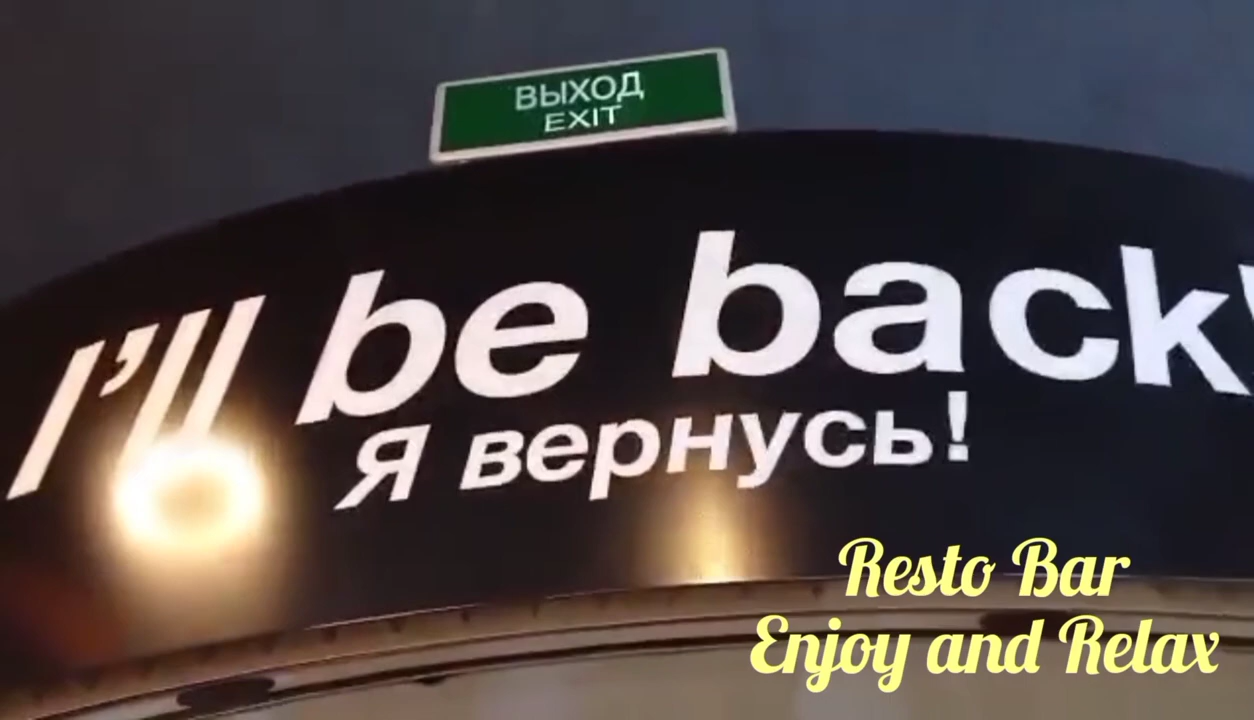 ВЫХОД
EXIT
I'll be back
Я вернусь!
Resto Bar
Enjoy and Relax